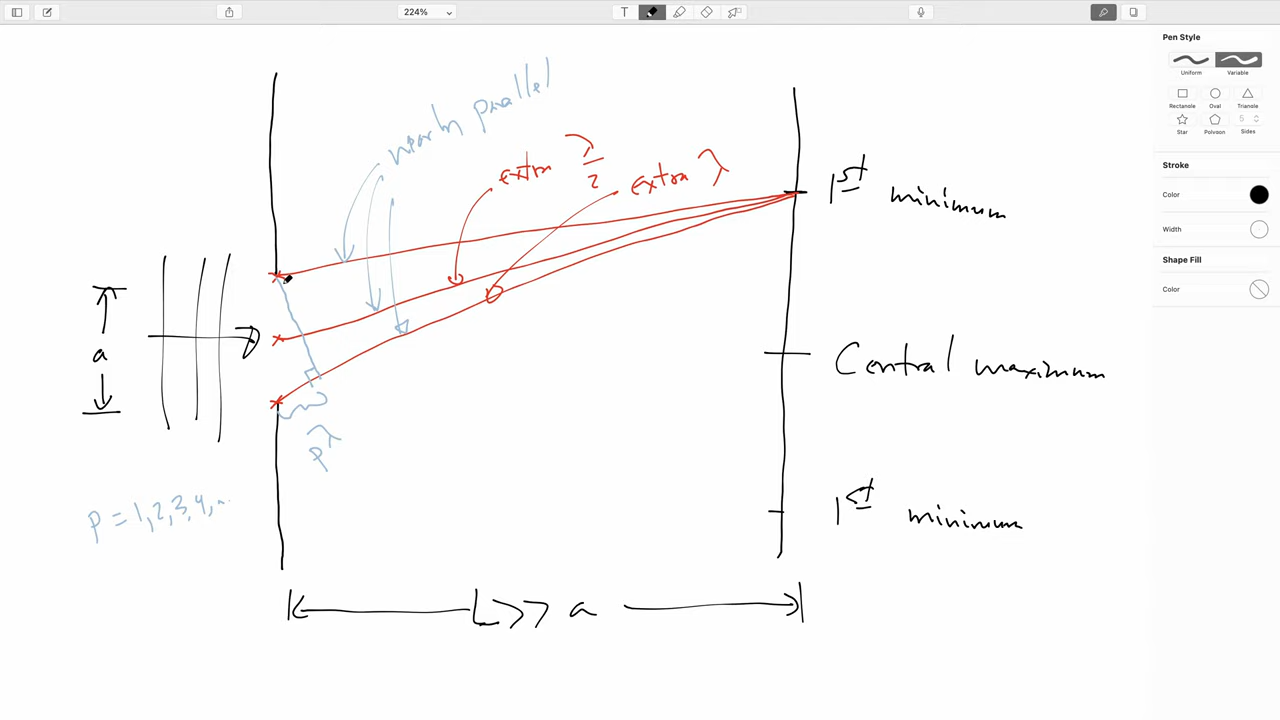 224%
T
Pen Style
Uniform
Variable
Rectangle
Oval
Triangle
Star
Polygon
5
Sides
Stroke
Color
Width
Shape Fill
Color
nearly parallel
extra λ/2
extra λ
1st minimum
a
Central maximum
pλ
p = 1, 2, 3, 4, ..
1st minimum
L >> a